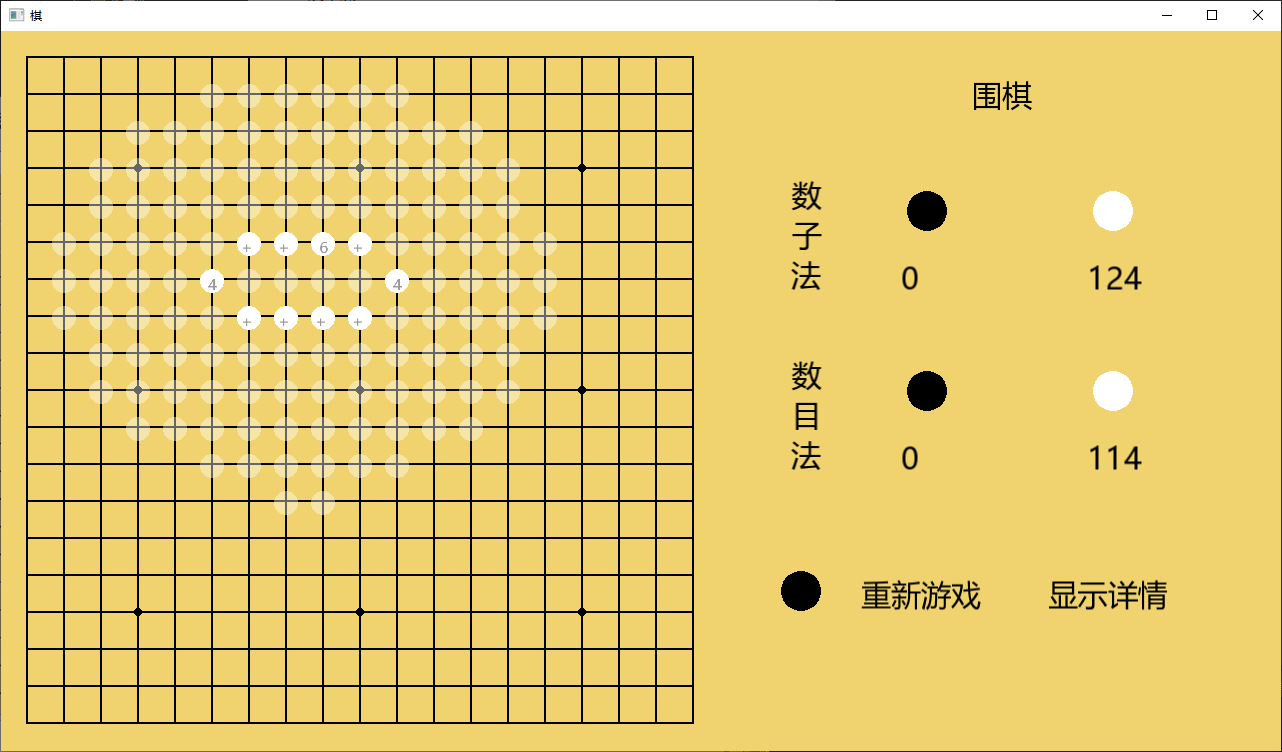 棋
围棋
数子法
0 124
数目法
0 114
重新游戏 显示详情
+ + 6 +
4 4
+ + + +